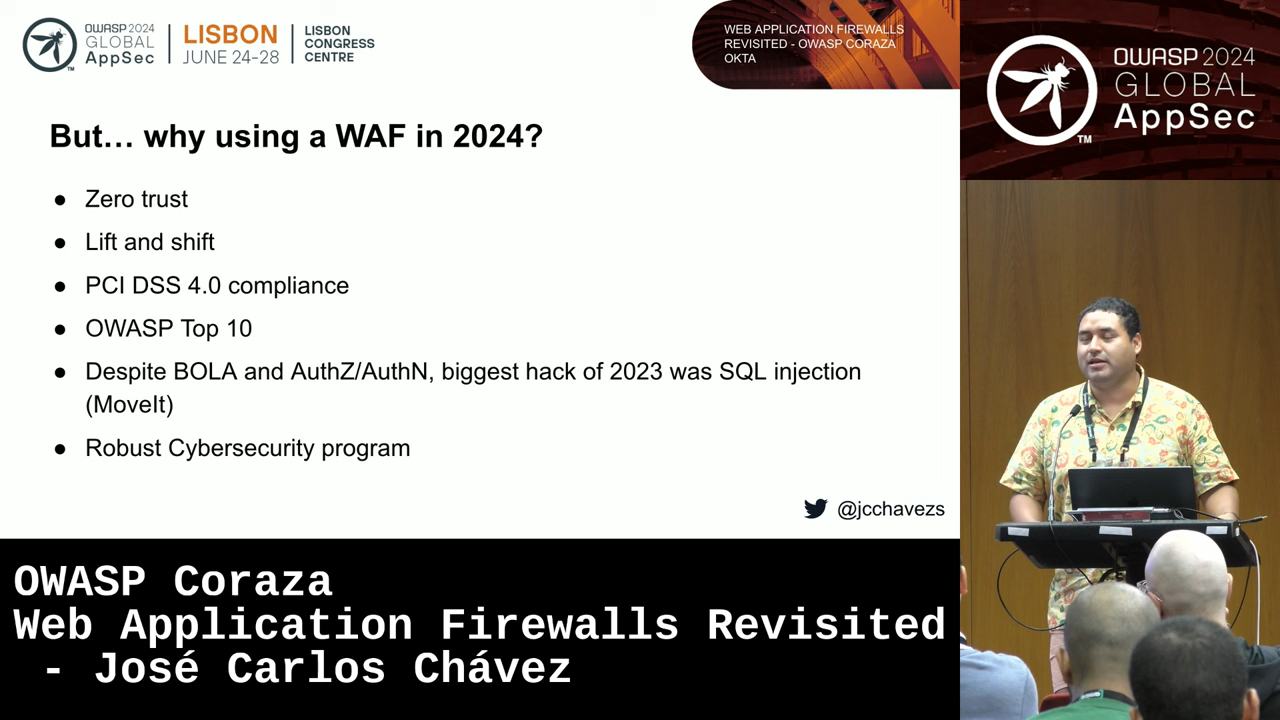 OWASP 2024
GLOBAL
AppSec
TM
LISBON
JUNE 24-28
LISBON
CONGRESS
CENTRE
WEB APPLICATION FIREWALLS
REVISITED - OWASP CORAZA
OKTA
OWASP 2024
GLOBAL
AppSec
TM
But... why using a WAF in 2024?
● Zero trust
● Lift and shift
● PCI DSS 4.0 compliance
● OWASP Top 10
● Despite BOLA and AuthZ/AuthN, biggest hack of 2023 was SQL injection
(MoveIt)
● Robust Cybersecurity program
@jcchavezs
OWASP Coraza
Web Application Firewalls Revisited
- José Carlos Chávez